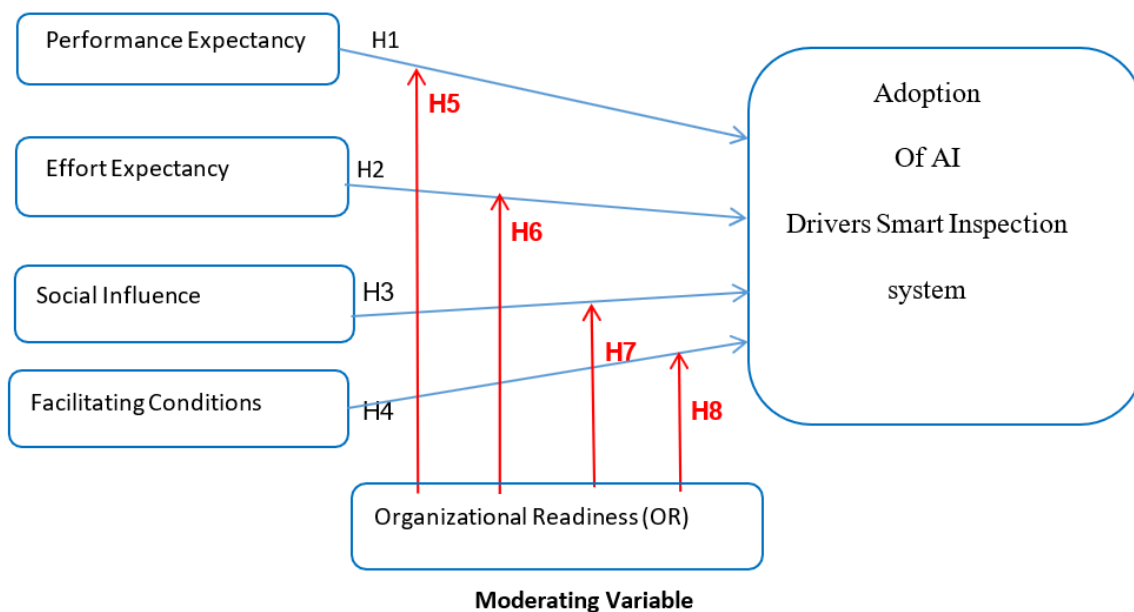 Performance Expectancy
H1
H5
Adoption
Of AI
Drivers Smart Inspection
system
Effort Expectancy
H2
H6
Social Influence
H3
H7
Facilitating Conditions
H4
H8
Organizational Readiness (OR)
Moderating Variable